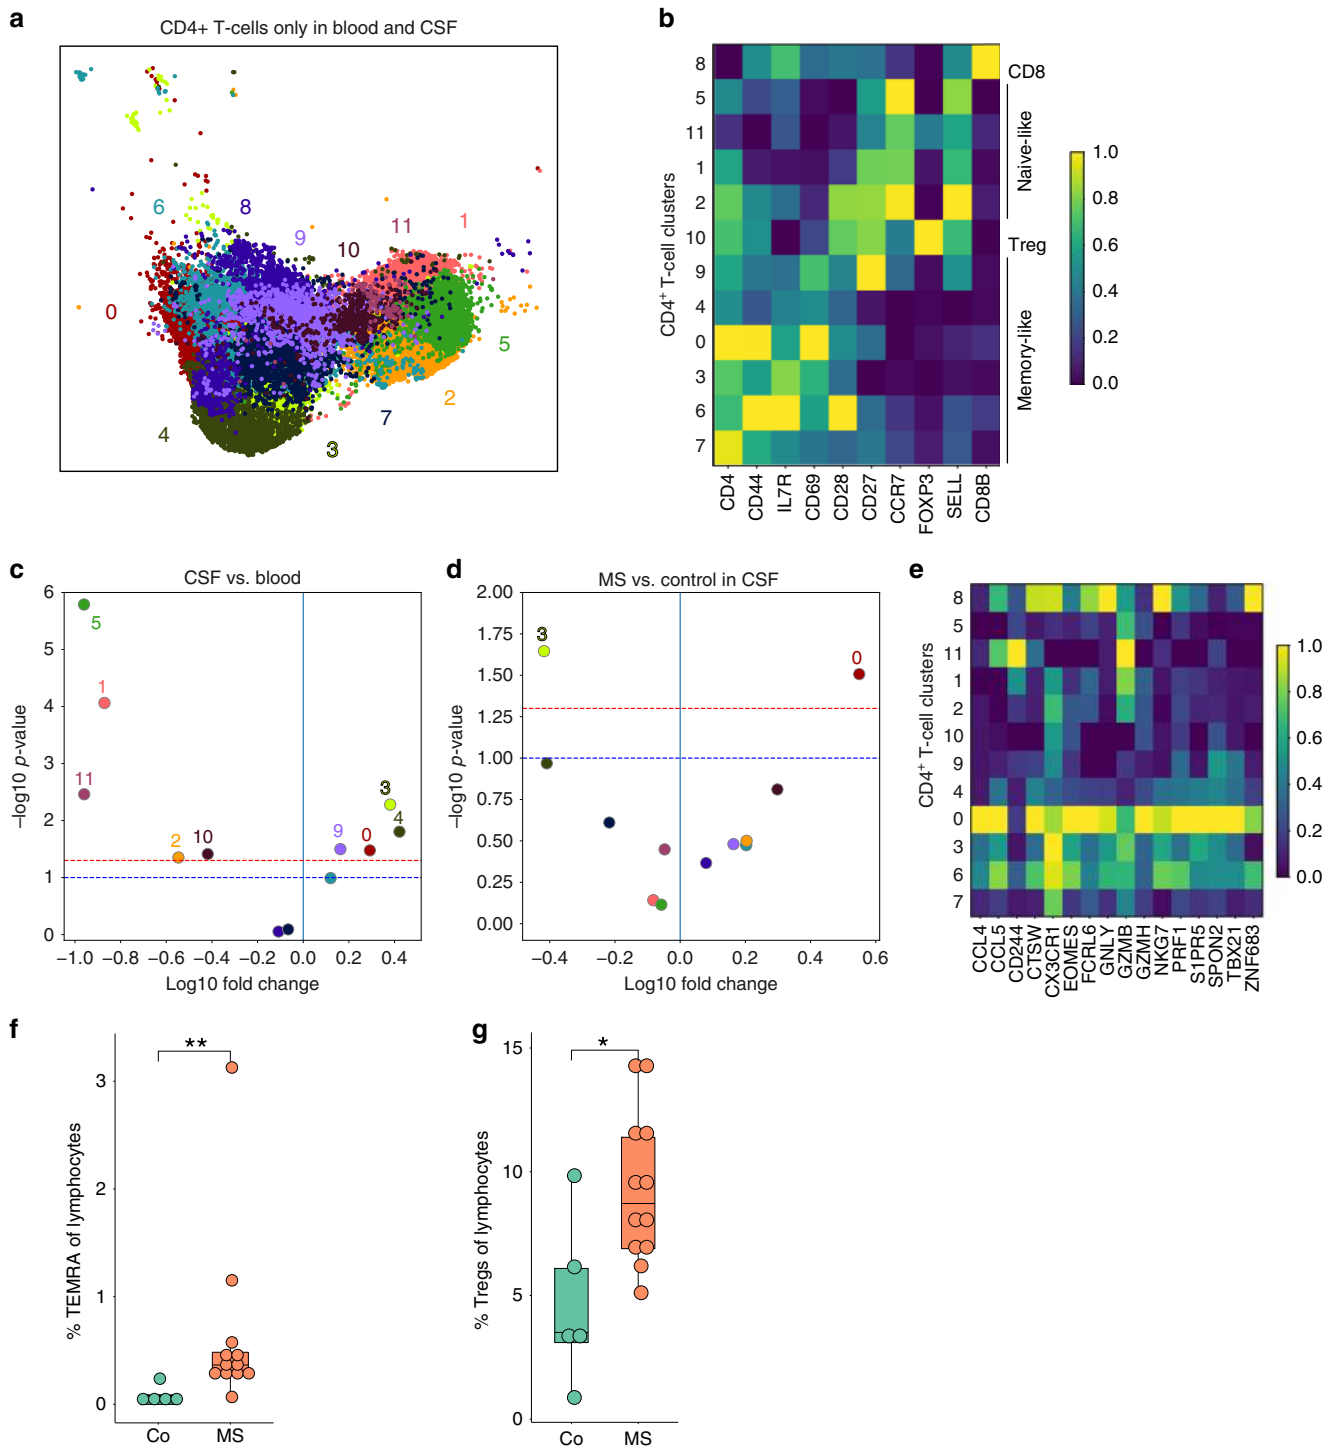 a
CD4+ T-cells only in blood and CSF
6
8
9
10
11
1
0
5
2
7
4
3
b
CD4+ T-cell clusters
8
5
11
1
2
10
9
4
0
3
6
7
CD8
Naive-like
Treg
Memory-like
CD4
CD44
IL7R
CD69
CD28
CD27
CCR7
FOXP3
SELL
CD8B
1.0
0.8
0.6
0.4
0.2
0.0
c
CSF vs. blood
–log10 p-value
6
5
4
3
2
1
0
5
1
11
2
10
3
4
9
0
−1.0 −0.8 −0.6 −0.4 −0.2 0.0 0.2 0.4
Log10 fold change
d
MS vs. control in CSF
–log10 p-value
2.00
1.75
1.50
1.25
1.00
0.75
0.50
0.25
0.00
3
0
−0.4 −0.2 0.0 0.2 0.4 0.6
Log10 fold change
e
CD4+ T-cell clusters
8
5
11
1
2
10
9
4
0
3
6
7
CCL4
CCL5
CD244
CTSW
CX3CR1
EOMES
FCRL6
GNLY
GZMB
GZMH
NKG7
PRF1
S1PR5
SPON2
TBX21
ZNF683
1.0
0.8
0.6
0.4
0.2
0.0
f
% TEMRA of lymphocytes
**
3
2
1
0
Co MS
g
% Tregs of lymphocytes
*
15
10
5
0
Co MS